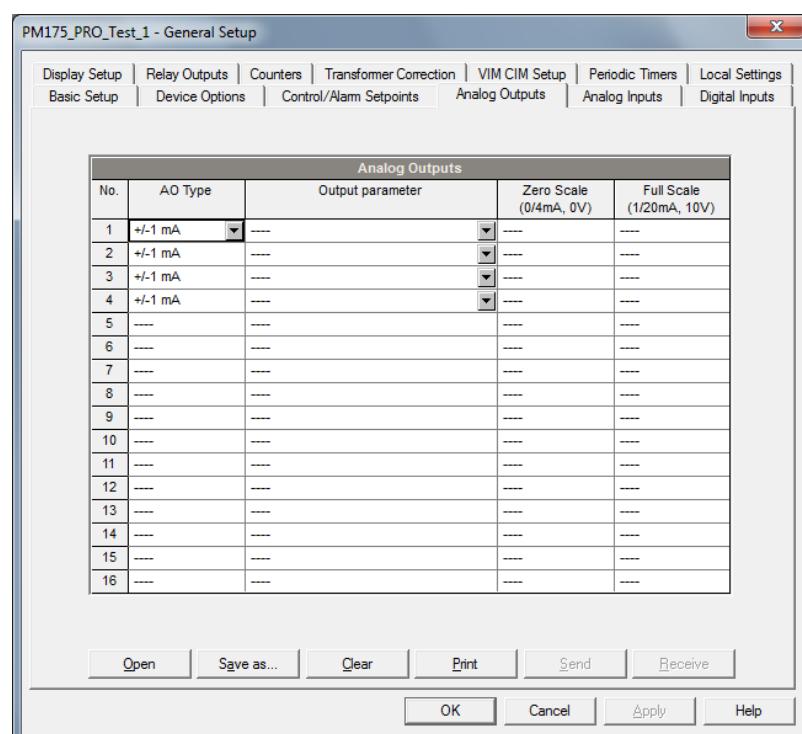 PM175_PRO_Test_1 - General Setup
Display Setup Relay Outputs Counters Transformer Correction VIM CIM Setup Periodic Timers Local Settings
Basic Setup Device Options Control/Alarm Setpoints Analog Outputs Analog Inputs Digital Inputs
Analog Outputs
No. AO Type Output parameter Zero Scale (0/4mA, 0V) Full Scale (1/20mA, 10V)
1 +/-1 mA ---- ---- ----
2 +/-1 mA ---- ---- ----
3 +/-1 mA ---- ---- ----
4 +/-1 mA ---- ---- ----
5 ---- ---- ---- ----
6 ---- ---- ---- ----
7 ---- ---- ---- ----
8 ---- ---- ---- ----
9 ---- ---- ---- ----
10 ---- ---- ---- ----
11 ---- ---- ---- ----
12 ---- ---- ---- ----
13 ---- ---- ---- ----
14 ---- ---- ---- ----
15 ---- ---- ---- ----
16 ---- ---- ---- ----
Open Save as... Clear Print Send Receive
OK Cancel Apply Help